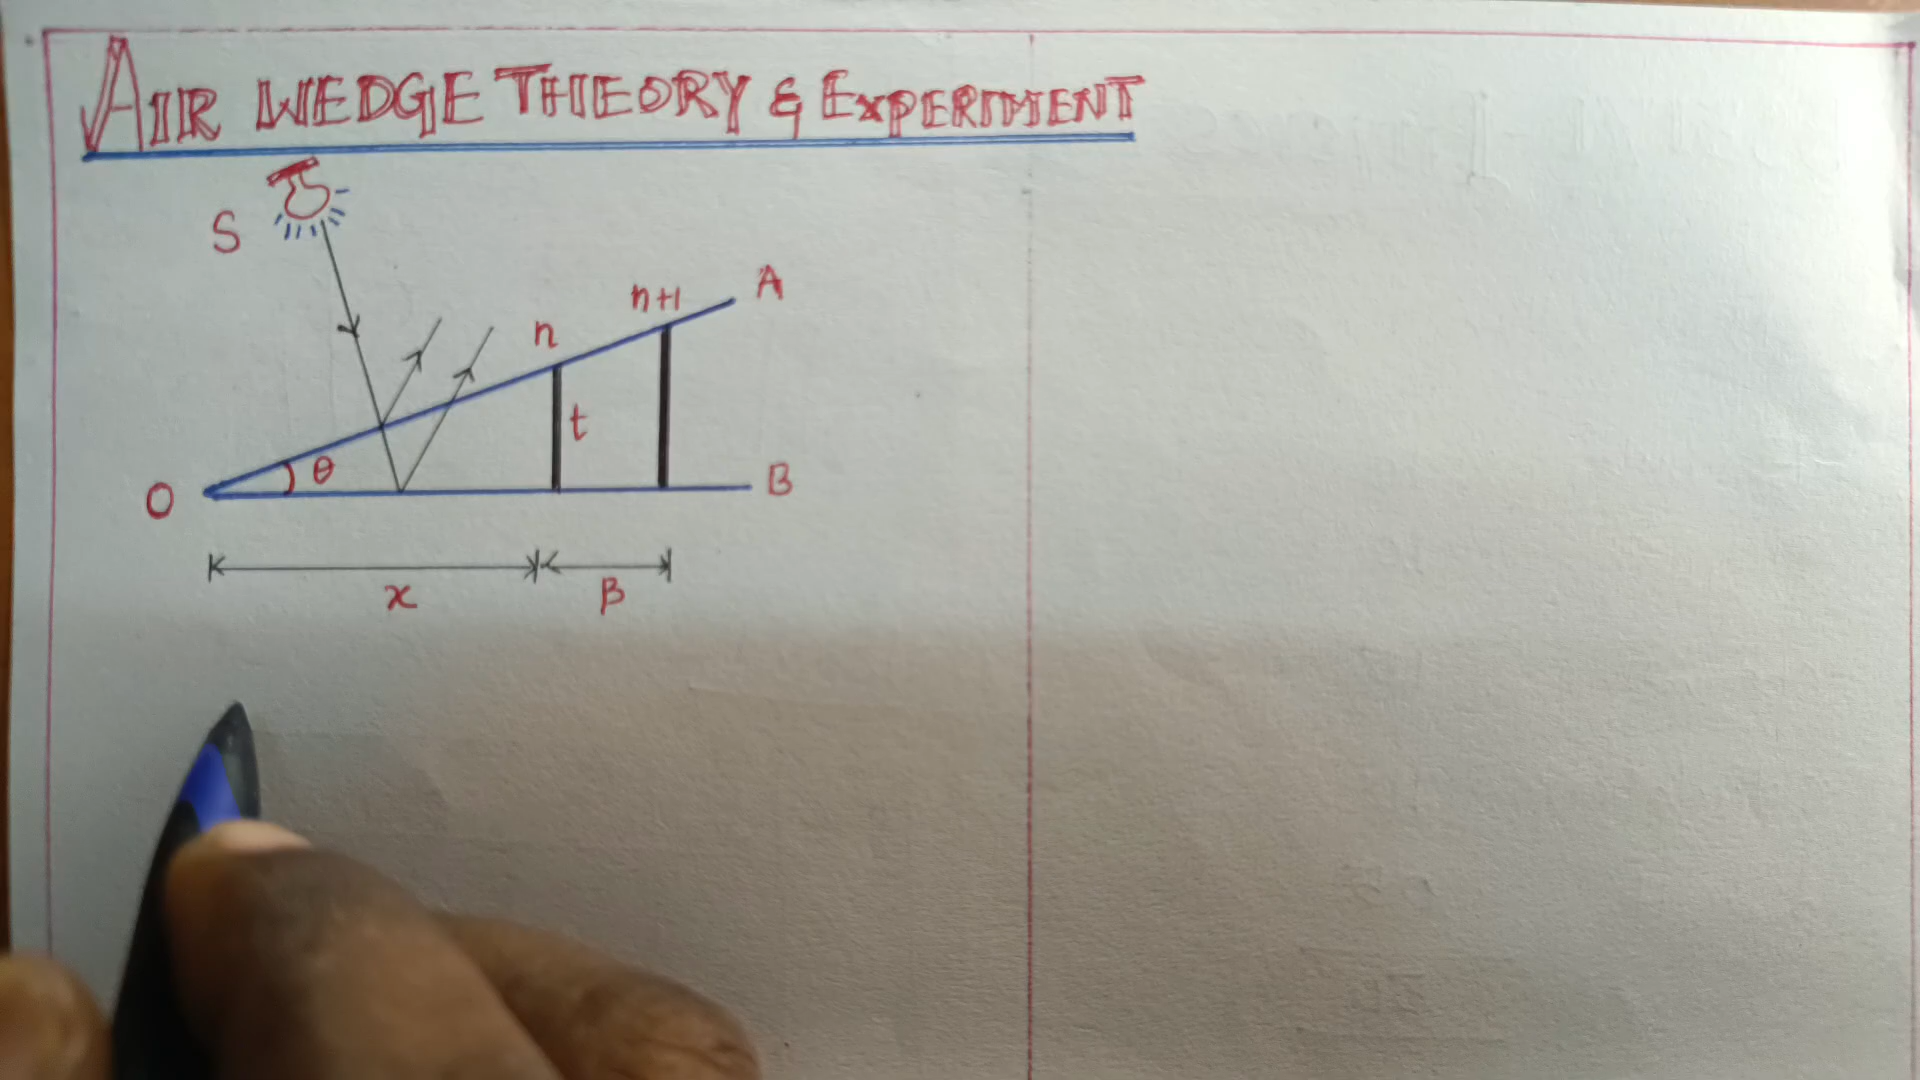 AIR WEDGE THEORY & EXPERIMENT
S
A
n+1
n
t
θ
O
B
x
β